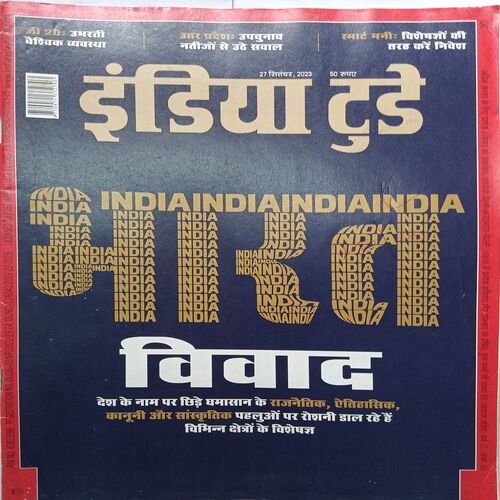 जी 20: उभरती
वैश्विक व्यवस्था
उत्तर प्रदेश: उपचुनाव
नतीजों से उठे सवाल
स्मार्ट मनी: विशेषज्ञों की
तरह करें निवेश
27 सितंबर, 2023
50 रुपए
इंडिया टुडे
भारत
INDIA INDIAINDIAINDIAINDIA
विवाद
देश के नाम पर छिड़े घमासान के राजनैतिक, ऐतिहासिक,
कानूनी और सांस्कृतिक पहलुओं पर रोशनी डाल रहे हैं
विभिन्न क्षेत्रों के विशेषज्ञ